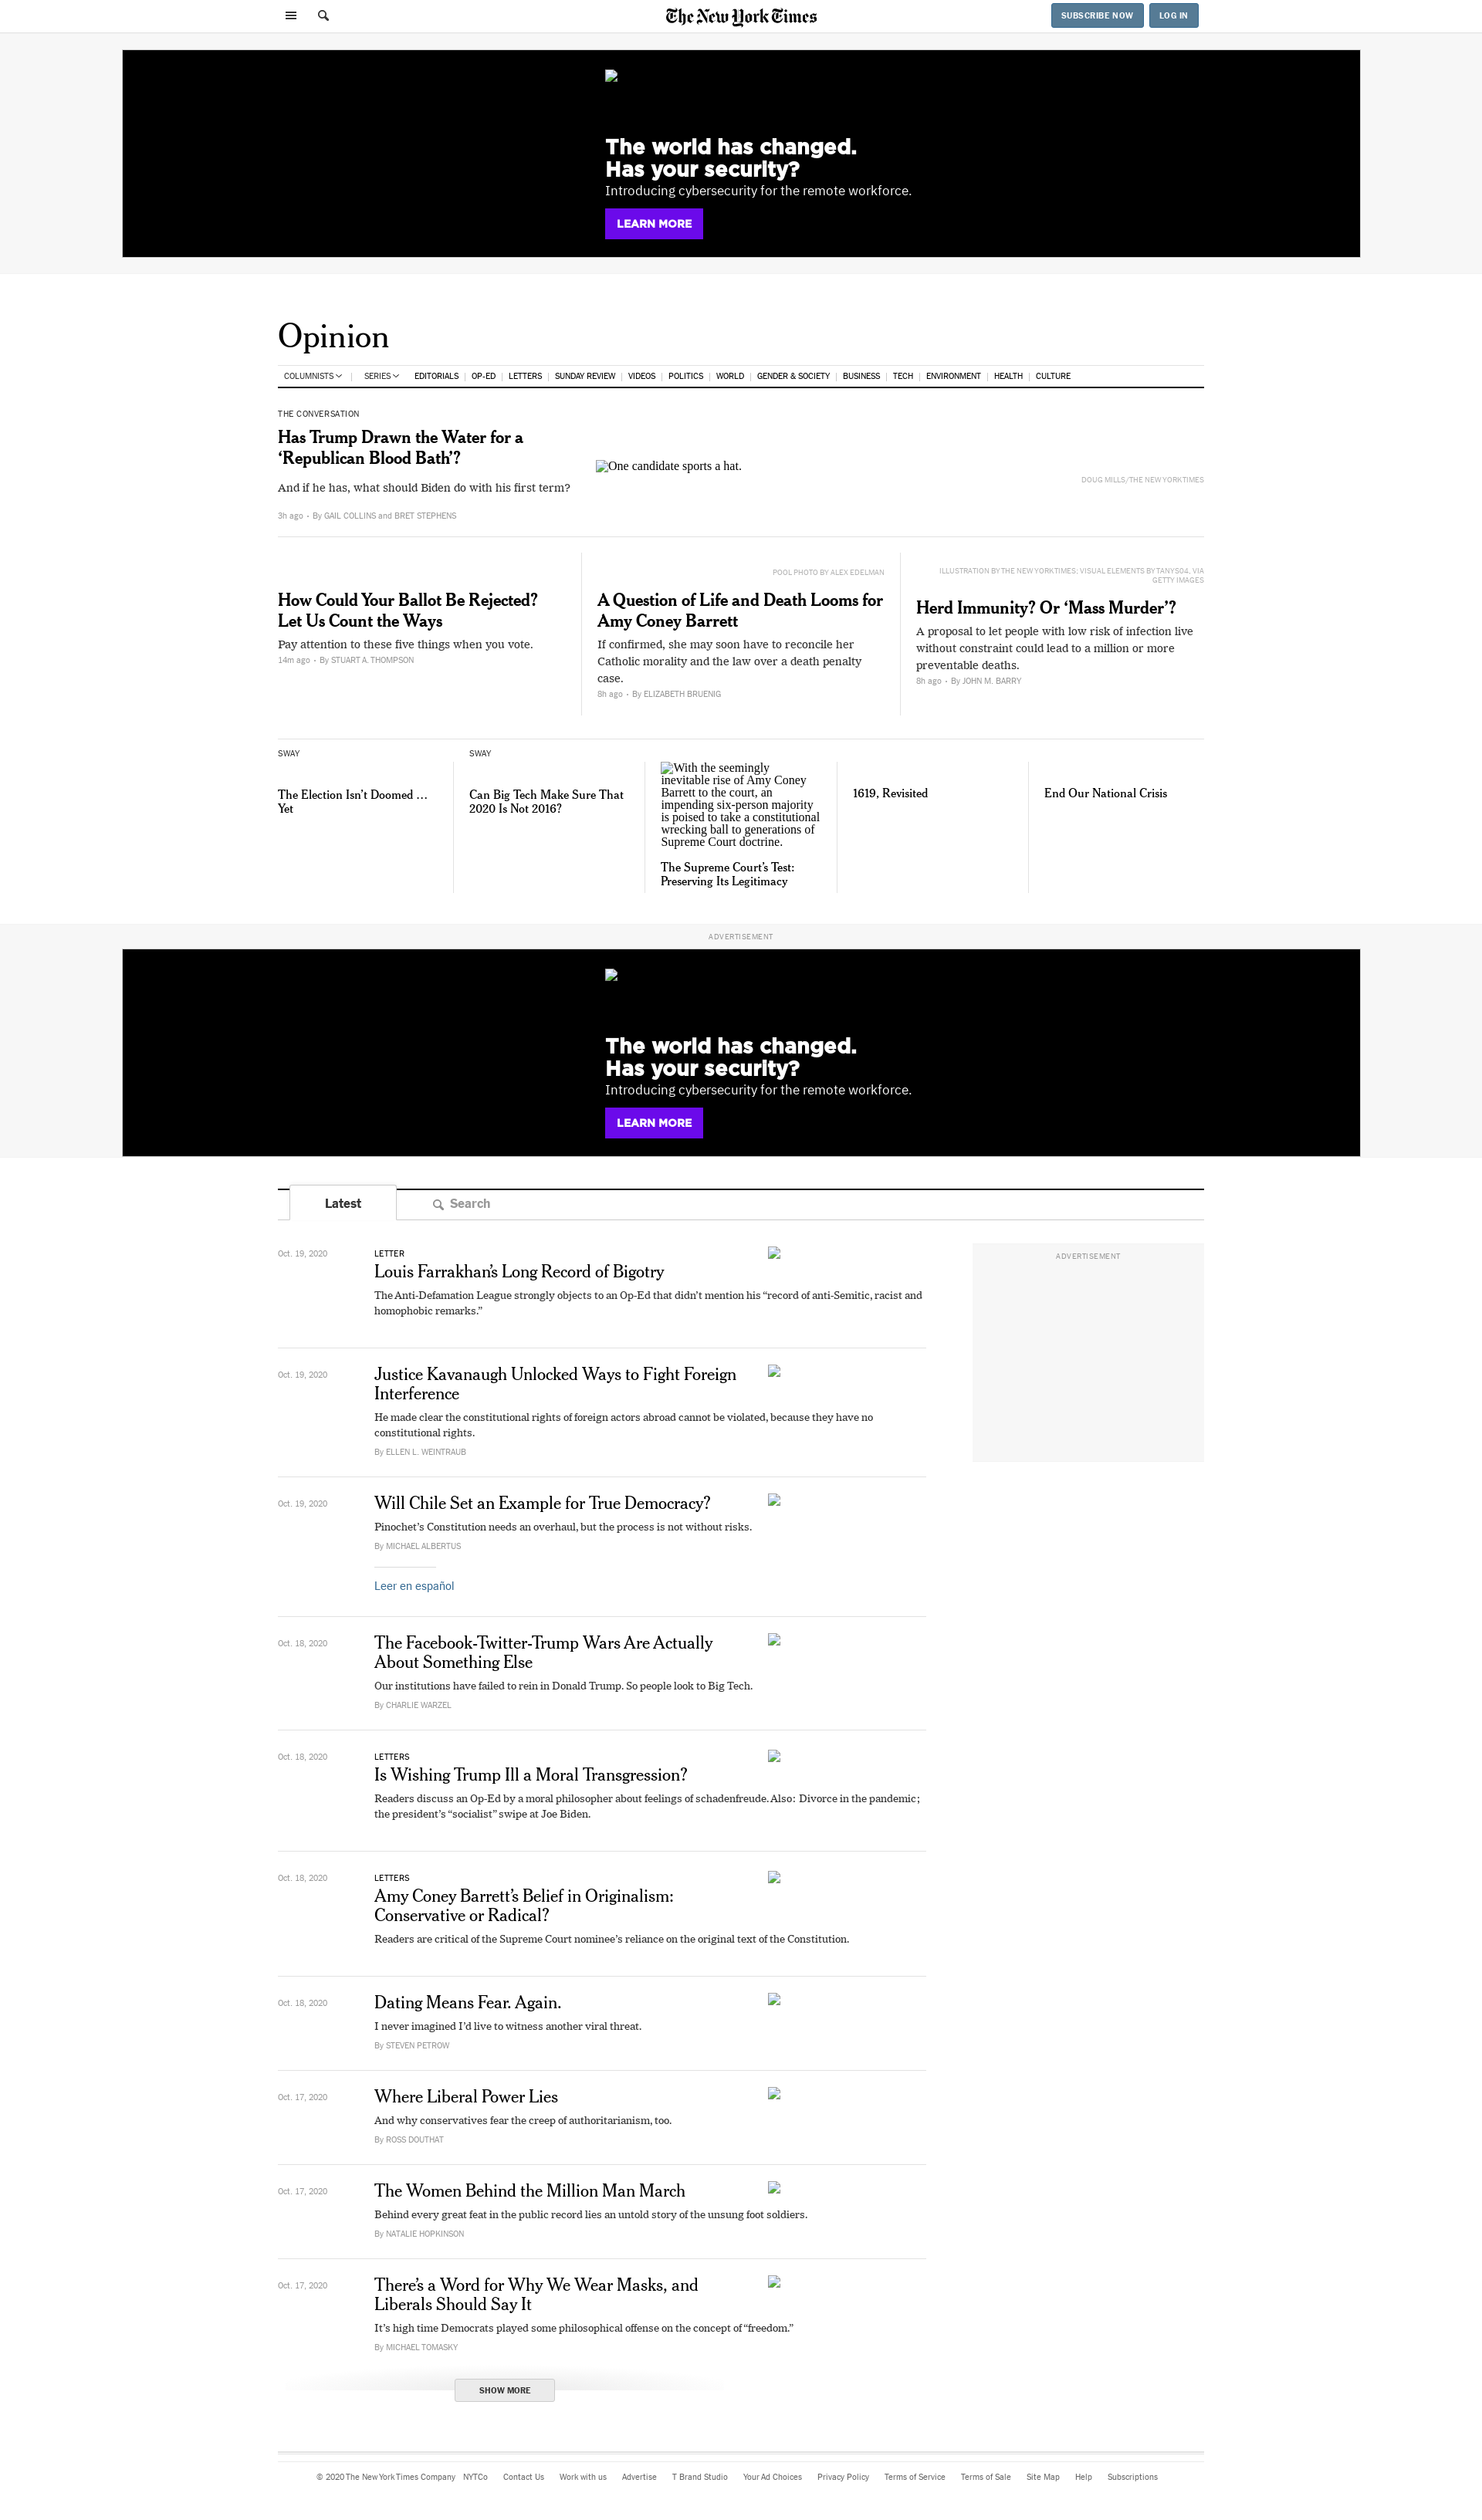 The New York Times
SUBSCRIBE NOW
LOG IN
The world has changed.
Has your security?
Introducing cybersecurity for the remote workforce.
LEARN MORE
Opinion
COLUMNISTS
SERIES
EDITORIALS
OP-ED
LETTERS
SUNDAY REVIEW
VIDEOS
POLITICS
WORLD
GENDER & SOCIETY
BUSINESS
TECH
ENVIRONMENT
HEALTH
CULTURE
THE CONVERSATION
Has Trump Drawn the Water for a
‘Republican Blood Bath’?
And if he has, what should Biden do with his first term?
3h ago • By GAIL COLLINS and BRET STEPHENS
One candidate sports a hat.
DOUG MILLS/THE NEW YORK TIMES
How Could Your Ballot Be Rejected?
Let Us Count the Ways
Pay attention to these five things when you vote.
14m ago • By STUART A. THOMPSON
POOL PHOTO BY ALEX EDELMAN
A Question of Life and Death Looms for
Amy Coney Barrett
If confirmed, she may soon have to reconcile her
Catholic morality and the law over a death penalty
case.
8h ago • By ELIZABETH BRUENIG
ILLUSTRATION BY THE NEW YORK TIMES; VISUAL ELEMENTS BY TANYS04, VIA
GETTY IMAGES
Herd Immunity? Or ‘Mass Murder’?
A proposal to let people with low risk of infection live
without constraint could lead to a million or more
preventable deaths.
8h ago • By JOHN M. BARRY
SWAY
The Election Isn’t Doomed …
Yet
SWAY
Can Big Tech Make Sure That
2020 Is Not 2016?
With the seemingly
inevitable rise of Amy Coney
Barrett to the court, an
impending six-person majority
is poised to take a constitutional
wrecking ball to generations of
Supreme Court doctrine.
The Supreme Court’s Test:
Preserving Its Legitimacy
1619, Revisited
End Our National Crisis
ADVERTISEMENT
The world has changed.
Has your security?
Introducing cybersecurity for the remote workforce.
LEARN MORE
Latest
Search
ADVERTISEMENT
Oct. 19, 2020
LETTER
Louis Farrakhan’s Long Record of Bigotry
The Anti-Defamation League strongly objects to an Op-Ed that didn’t mention his “record of anti-Semitic, racist and
homophobic remarks.”
Oct. 19, 2020
Justice Kavanaugh Unlocked Ways to Fight Foreign
Interference
He made clear the constitutional rights of foreign actors abroad cannot be violated, because they have no
constitutional rights.
By ELLEN L. WEINTRAUB
Oct. 19, 2020
Will Chile Set an Example for True Democracy?
Pinochet’s Constitution needs an overhaul, but the process is not without risks.
By MICHAEL ALBERTUS
Leer en español
Oct. 18, 2020
The Facebook-Twitter-Trump Wars Are Actually
About Something Else
Our institutions have failed to rein in Donald Trump. So people look to Big Tech.
By CHARLIE WARZEL
Oct. 18, 2020
LETTERS
Is Wishing Trump Ill a Moral Transgression?
Readers discuss an Op-Ed by a moral philosopher about feelings of schadenfreude. Also: Divorce in the pandemic;
the president’s “socialist” swipe at Joe Biden.
Oct. 18, 2020
LETTERS
Amy Coney Barrett’s Belief in Originalism:
Conservative or Radical?
Readers are critical of the Supreme Court nominee’s reliance on the original text of the Constitution.
Oct. 18, 2020
Dating Means Fear. Again.
I never imagined I’d live to witness another viral threat.
By STEVEN PETROW
Oct. 17, 2020
Where Liberal Power Lies
And why conservatives fear the creep of authoritarianism, too.
By ROSS DOUTHAT
Oct. 17, 2020
The Women Behind the Million Man March
Behind every great feat in the public record lies an untold story of the unsung foot soldiers.
By NATALIE HOPKINSON
Oct. 17, 2020
There’s a Word for Why We Wear Masks, and
Liberals Should Say It
It’s high time Democrats played some philosophical offense on the concept of “freedom.”
By MICHAEL TOMASKY
SHOW MORE
© 2020 The New York Times Company
NYTCo
Contact Us
Work with us
Advertise
T Brand Studio
Your Ad Choices
Privacy Policy
Terms of Service
Terms of Sale
Site Map
Help
Subscriptions